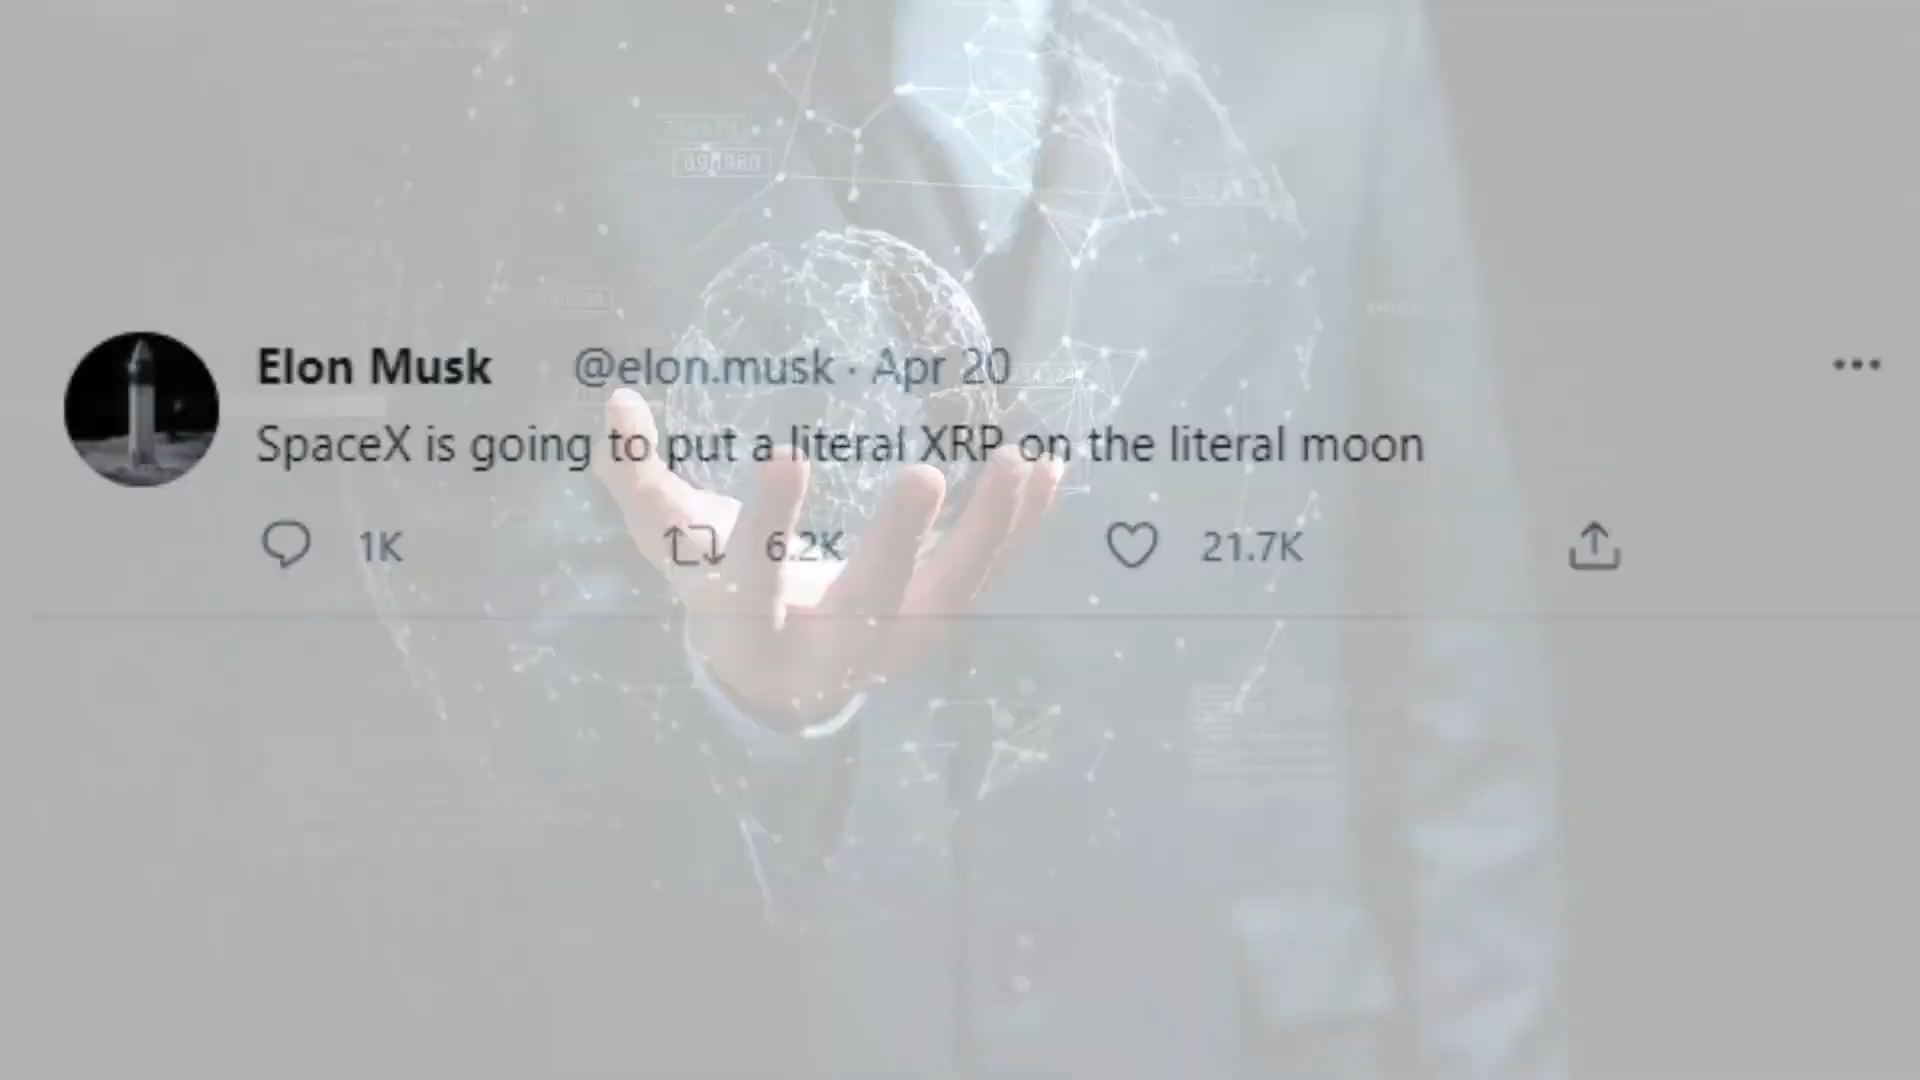 Elon Musk @elon.musk · Apr 20
SpaceX is going to put a literal XRP on the literal moon
1K 6.2K 21.7K